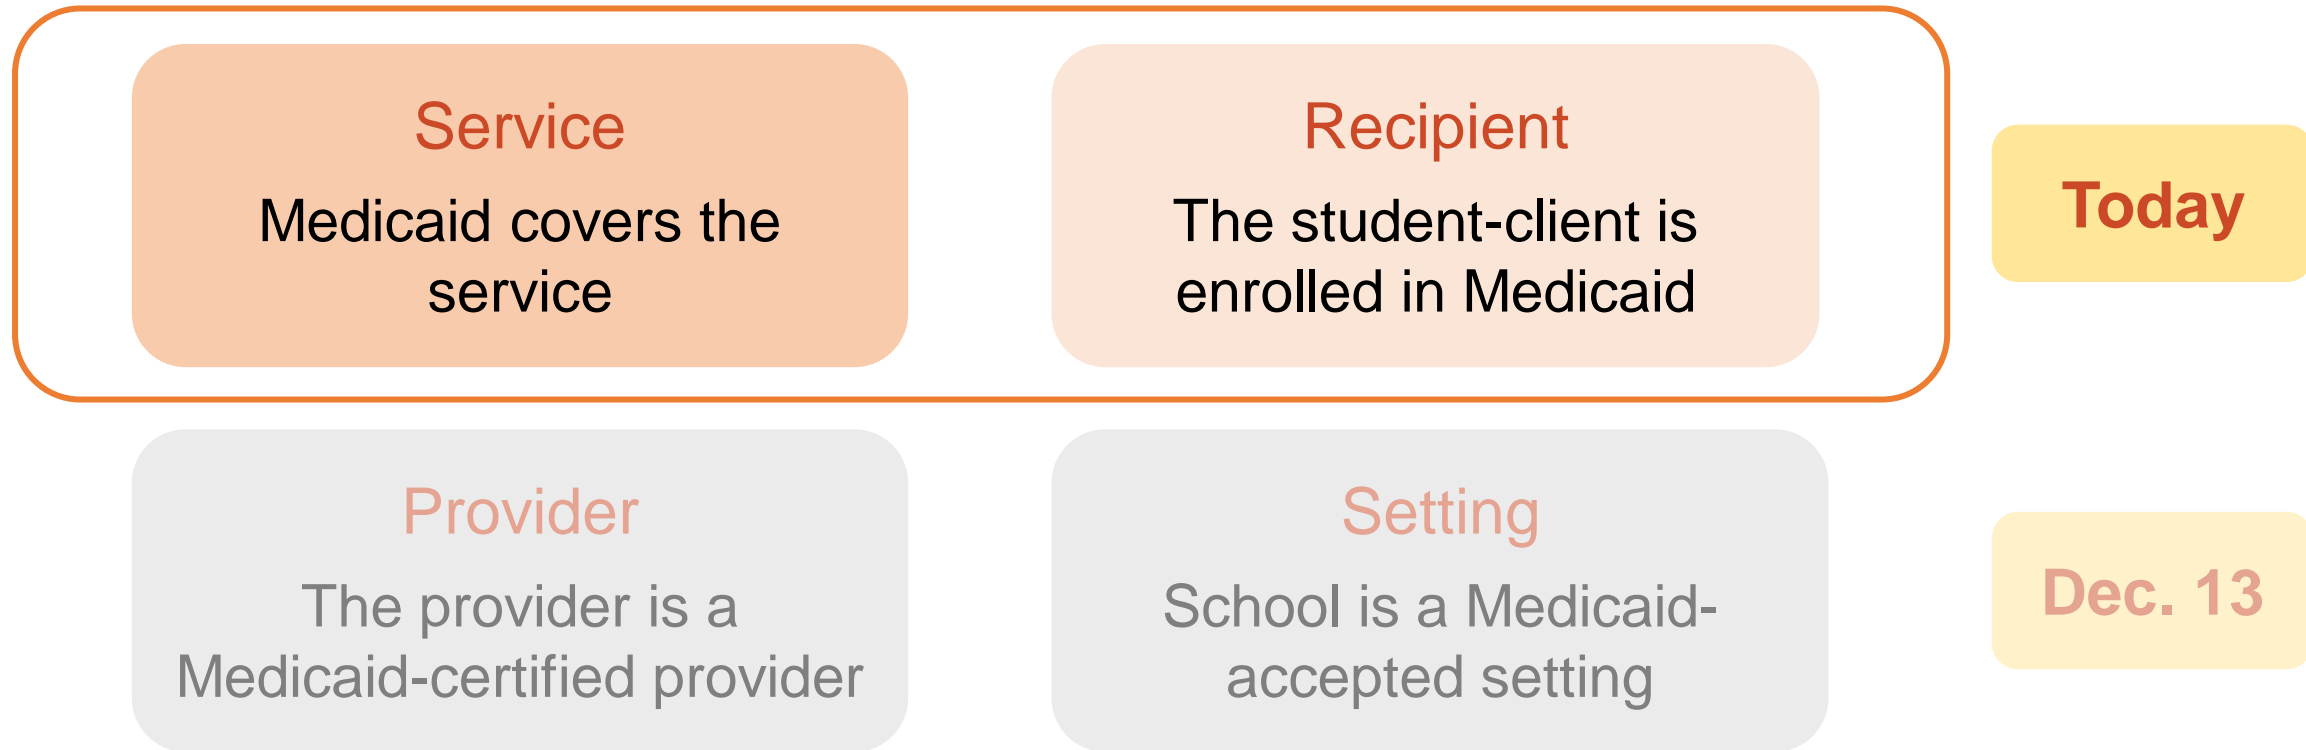 Service
Medicaid covers the
service
Recipient
The student-client is
enrolled in Medicaid
Today
Provider
The provider is a
Medicaid-certified provider
Setting
School is a Medicaid-
accepted setting
Dec. 13